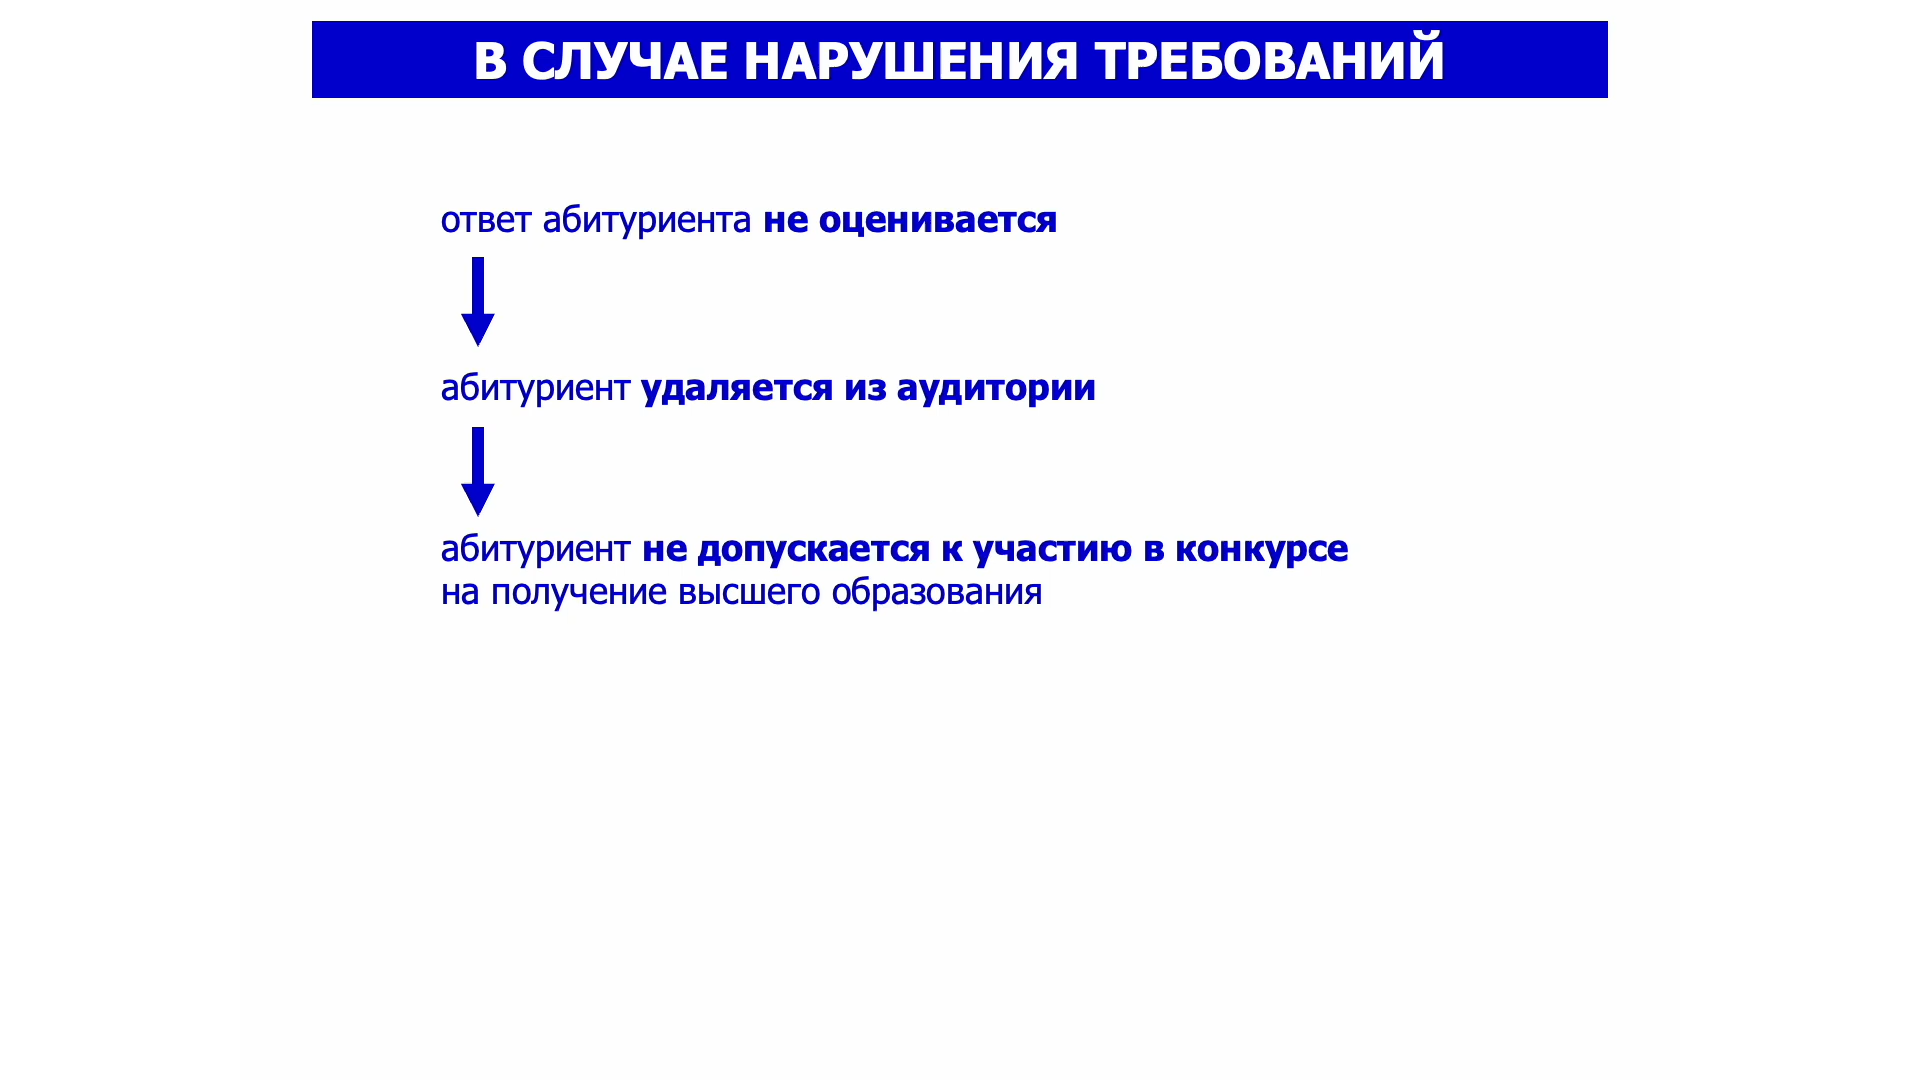 В СЛУЧАЕ НАРУШЕНИЯ ТРЕБОВАНИЙ
ответ абитуриента не оценивается
абитуриент удаляется из аудитории
абитуриент не допускается к участию в конкурсе
на получение высшего образования